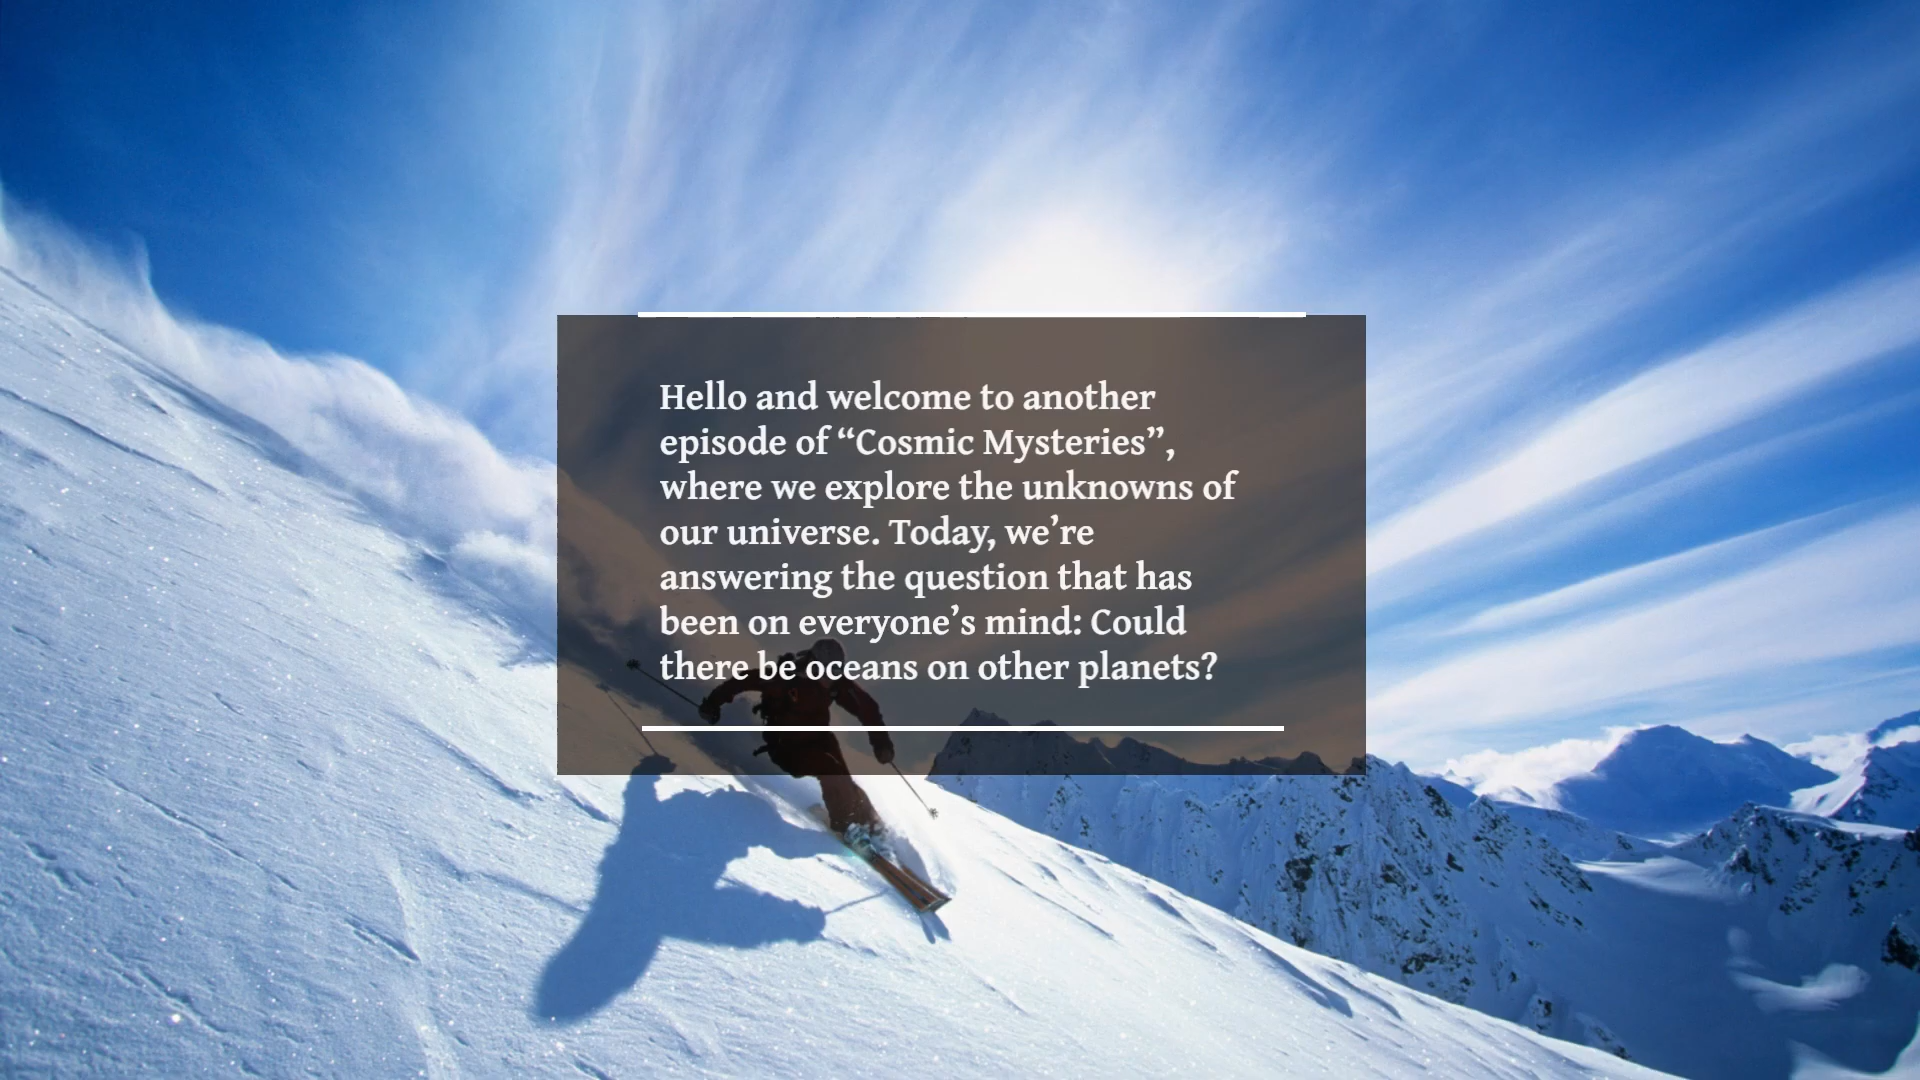 Hello and welcome to another
episode of “Cosmic Mysteries”,
where we explore the unknowns of
our universe. Today, we’re
answering the question that has
been on everyone’s mind: Could
there be oceans on other planets?